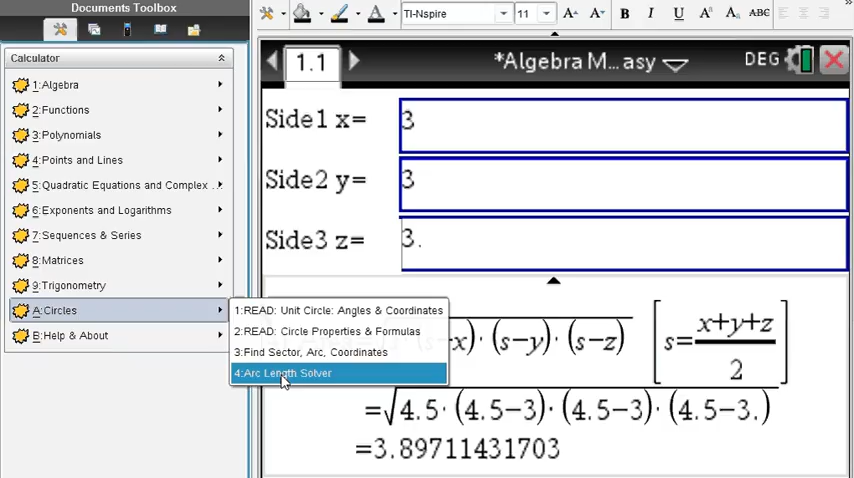 Documents Toolbox
TI-Nspire
11
B I U A A ABC
Calculator
1:Algebra
2:Functions
3:Polynomials
4:Points and Lines
5:Quadratic Equations and Complex ...
6:Exponents and Logarithms
7:Sequences & Series
8:Matrices
9:Trigonometry
A:Circles
B:Help & About
1:READ: Unit Circle: Angles & Coordinates
2:READ: Circle Properties & Formulas
3:Find Sector, Arc, Coordinates
4:Arc Length Solver
1.1
*Algebra M...asy
DEG
Side1 x= 3
Side2 y= 3
Side3 z= 3.
-x)·(s-y)·(s-z) [s=(x+y+z)/2]
=√4.5·(4.5-3)·(4.5-3)·(4.5-3.)
=3.89711431703